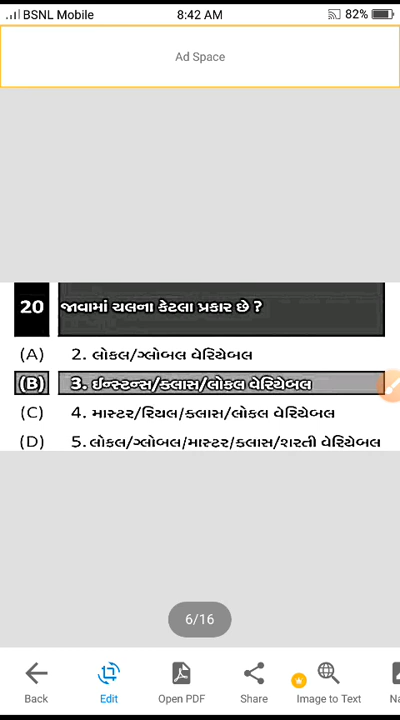 BSNL Mobile 8:42 AM 82%
Ad Space
20 જાવામાં ચલના કેટલા પ્રકાર છે ?
(A) 2. લોકલ/ગ્લોબલ વેરિયેબલ
(B) 3. ઈન્સ્ટન્સ/ક્લાસ/લોકલ વેરિયેબલ
(C) 4. માસ્ટર/રિયલ/ક્લાસ/લોકલ વેરિયેબલ
(D) 5. લોકલ/ગ્લોબલ/માસ્ટર/ક્લાસ/શરતી વેરિયેબલ
6/16
Back Edit Open PDF Share Image to Text Na